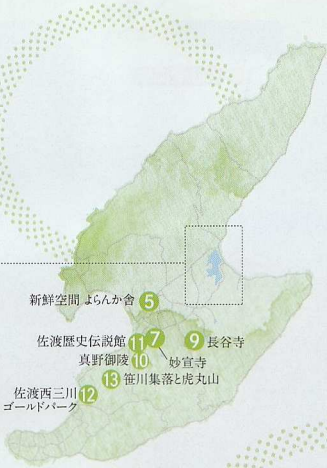 新鮮空間 よらんか舎 5
佐渡歴史伝説館 11 7 9 長谷寺
真野御陵 10 妙宣寺
13 笹川集落と虎丸山
佐渡西三川
ゴールドパーク 12